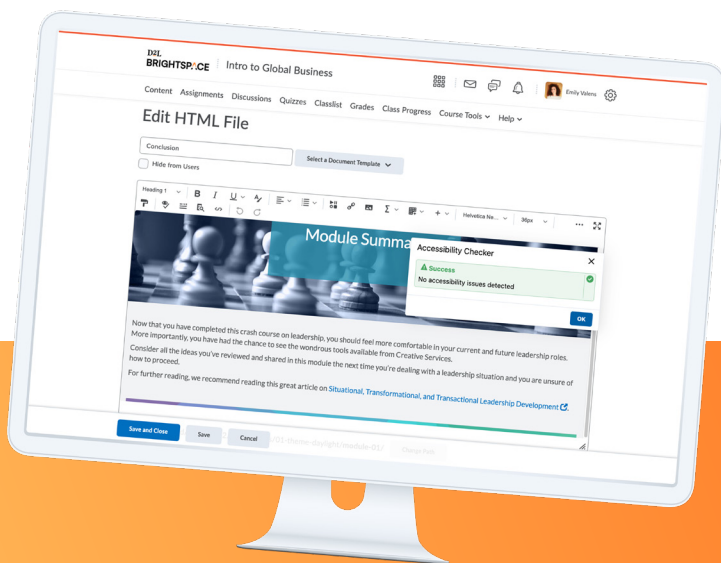 D2L
BRIGHTSPACE
Intro to Global Business
Emily Valens
Content Assignments Discussions Quizzes Classlist Grades Class Progress Course Tools Help
Edit HTML File
Conclusion
Select a Document Template
Hide from Users
Heading 1
B I U
Helvetica Ne...
36px
Module Summa
Accessibility Checker
Success
No accessibility issues detected
OK
Now that you have completed this crash course on leadership, you should feel more comfortable in your current and future leadership roles.
More importantly, you have had the chance to see the wondrous tools available from Creative Services.
Consider all the ideas you've reviewed and shared in this module the next time you're dealing with a leadership situation and you are unsure of
how to proceed.
For further reading, we recommend reading this great article on Situational, Transformational, and Transactional Leadership Development.
Save and Close
Save
Cancel